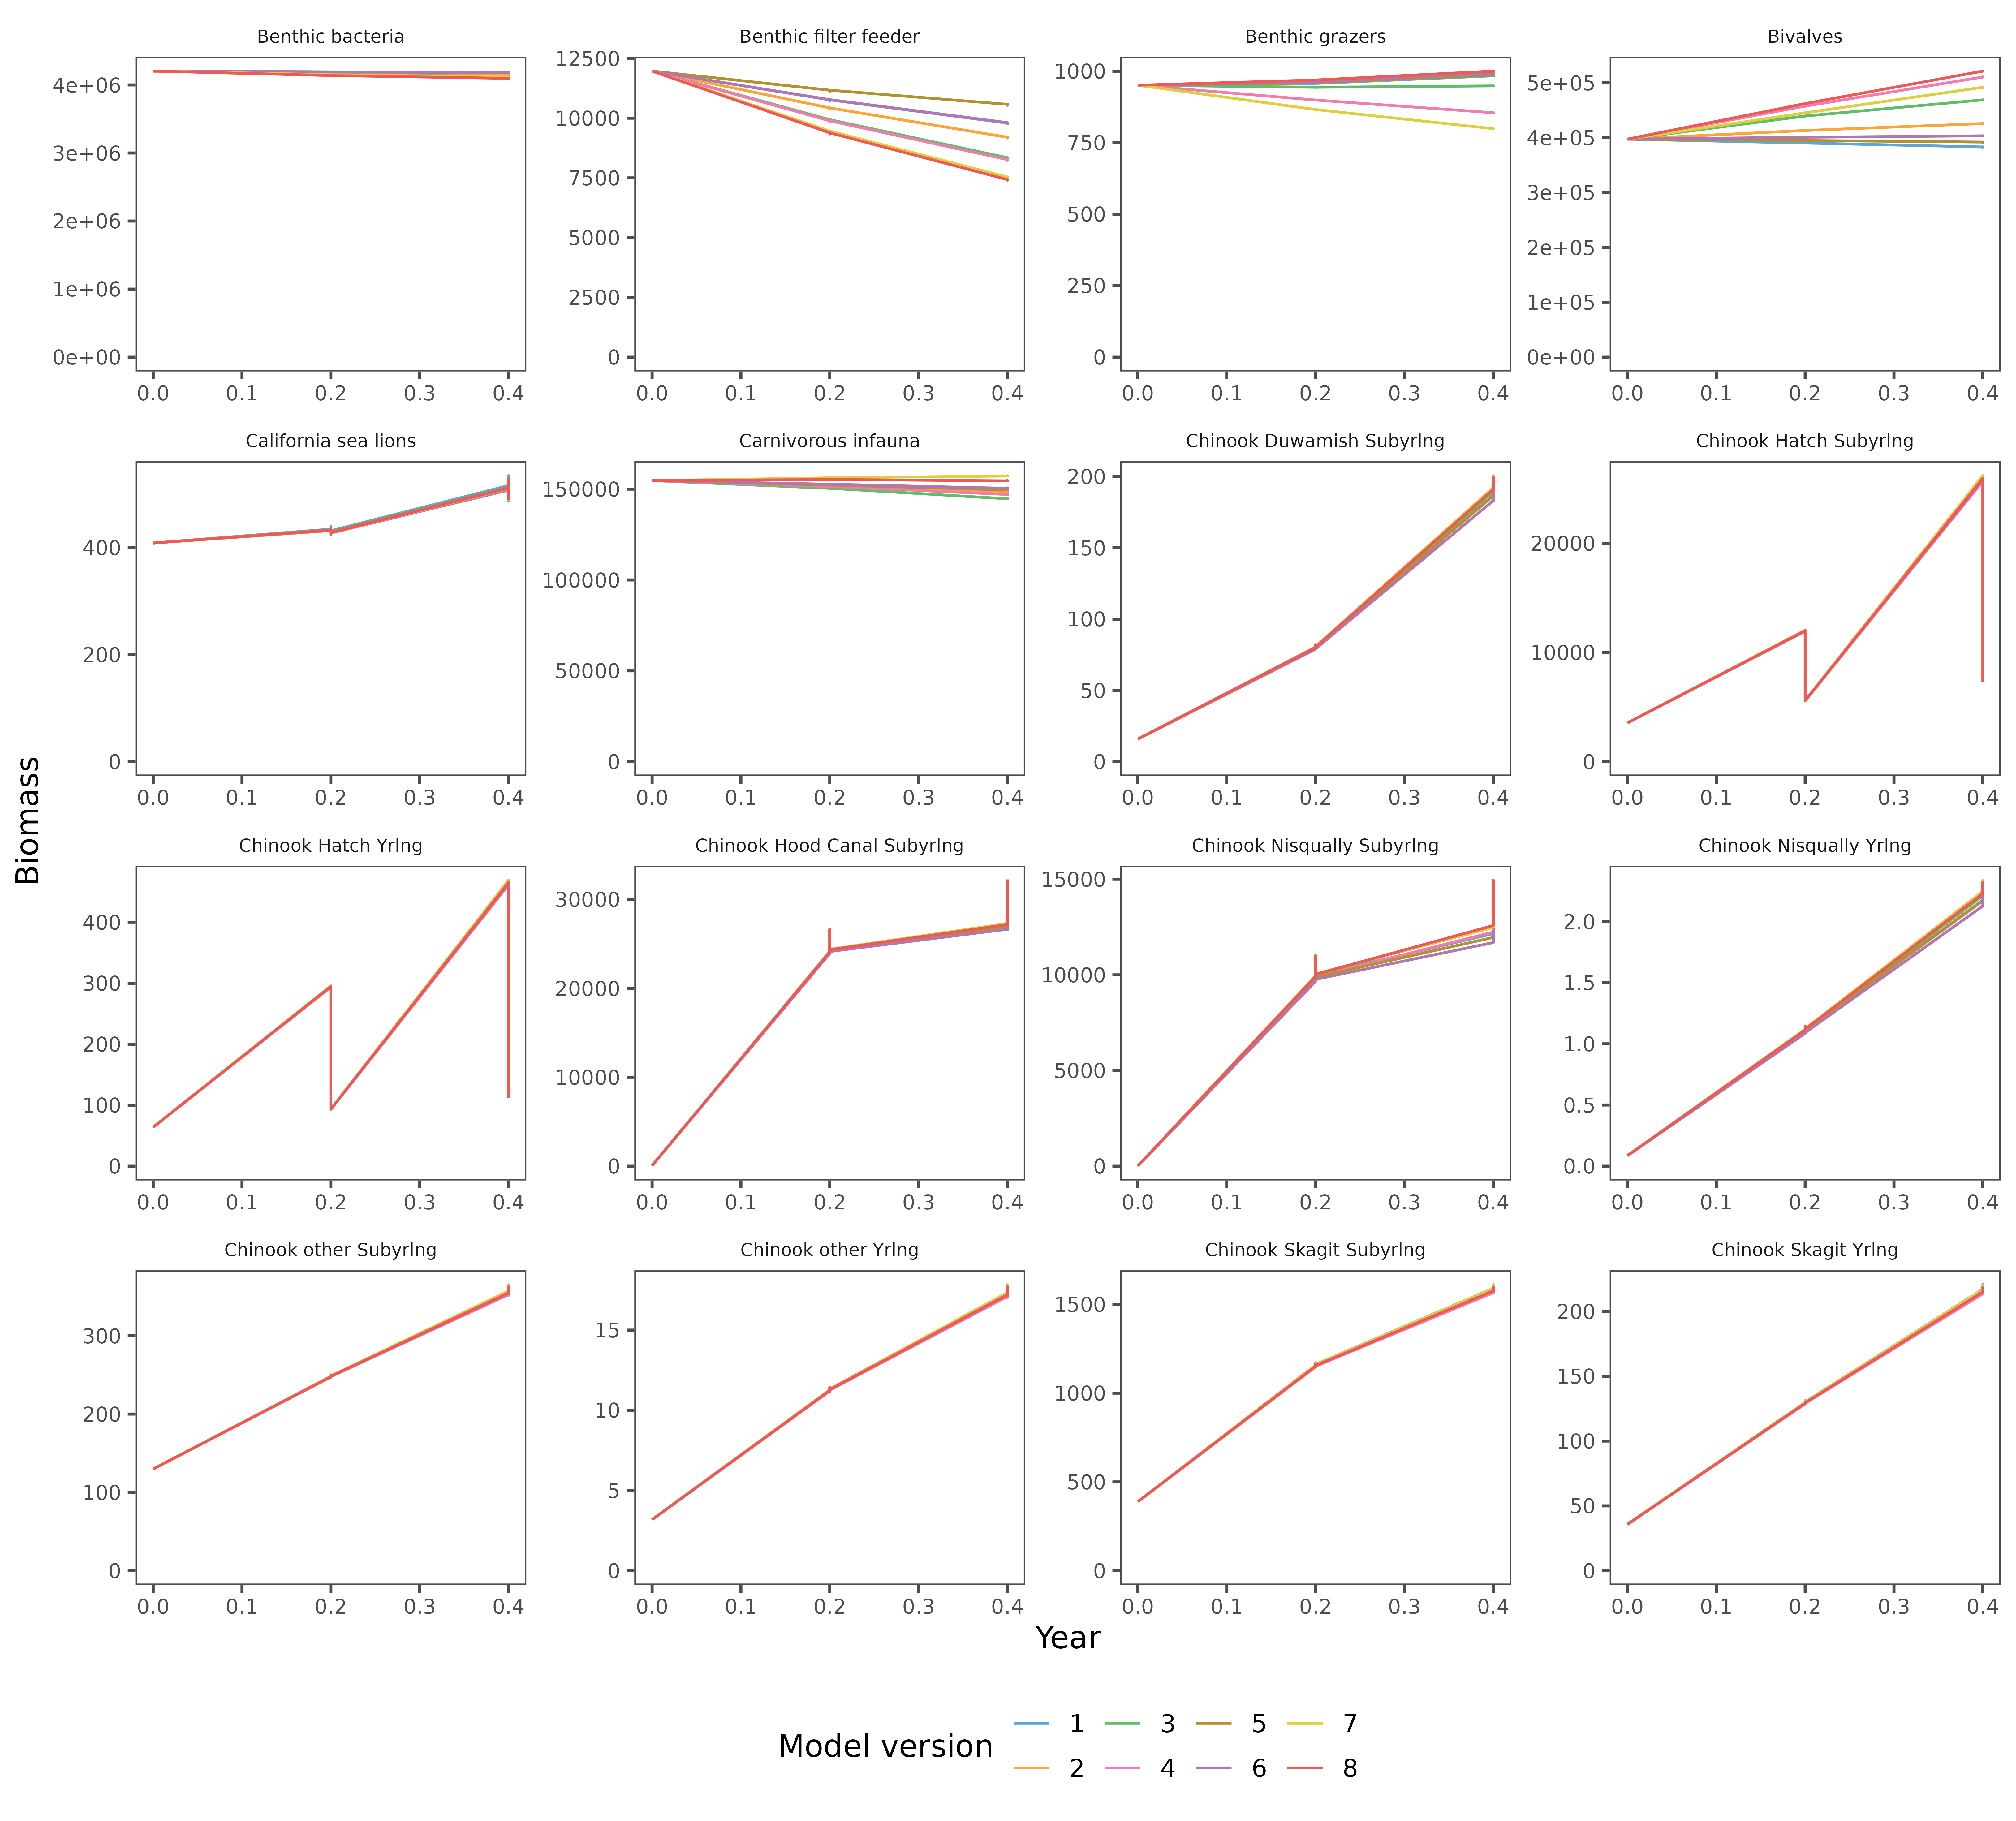 Benthic bacteria Benthic filter feeder Benthic grazers Bivalves
4e+06 3e+06 2e+06 1e+06 0e+00
12500 10000 7500 5000 2500 0
1000 750 500 250 0
5e+05 4e+05 3e+05 2e+05 1e+05 0e+00
0.0 0.1 0.2 0.3 0.4 0.0 0.1 0.2 0.3 0.4 0.0 0.1 0.2 0.3 0.4 0.0 0.1 0.2 0.3 0.4
California sea lions Carnivorous infauna Chinook Duwamish Subyrlng Chinook Hatch Subyrlng
400 200 0
150000 100000 50000 0
200 150 100 50 0
20000 10000 0
0.0 0.1 0.2 0.3 0.4 0.0 0.1 0.2 0.3 0.4 0.0 0.1 0.2 0.3 0.4 0.0 0.1 0.2 0.3 0.4
Biomass
Chinook Hatch Yrlng Chinook Hood Canal Subyrlng Chinook Nisqually Subyrlng Chinook Nisqually Yrlng
400 300 200 100 0
30000 20000 10000 0
15000 10000 5000 0
2.0 1.5 1.0 0.5 0.0
0.0 0.1 0.2 0.3 0.4 0.0 0.1 0.2 0.3 0.4 0.0 0.1 0.2 0.3 0.4 0.0 0.1 0.2 0.3 0.4
Chinook other Subyrlng Chinook other Yrlng Chinook Skagit Subyrlng Chinook Skagit Yrlng
300 200 100 0
15 10 5 0
1500 1000 500 0
200 150 100 50 0
0.0 0.1 0.2 0.3 0.4 0.0 0.1 0.2 0.3 0.4 0.0 0.1 0.2 0.3 0.4 0.0 0.1 0.2 0.3 0.4
Year
Model version
1 3 5 7
2 4 6 8